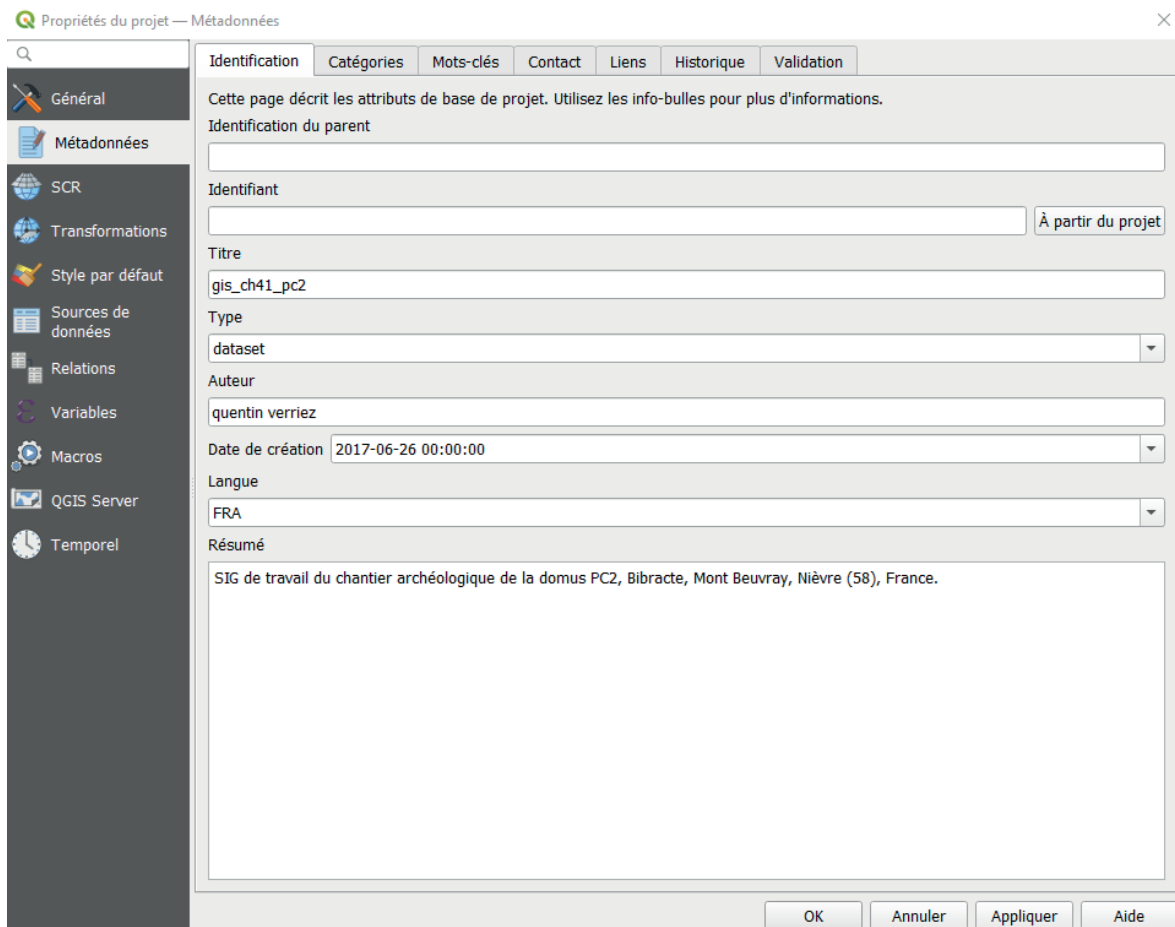 Propriétés du projet — Métadonnées
Général
Métadonnées
SCR
Transformations
Style par défaut
Sources de
données
Relations
Variables
Macros
QGIS Server
Temporel
Identification Catégories Mots-clés Contact Liens Historique Validation
Cette page décrit les attributs de base de projet. Utilisez les info-bulles pour plus d'informations.
Identification du parent
Identifiant
À partir du projet
Titre
gis_ch41_pc2
Type
dataset
Auteur
quentin verriez
Date de création 2017-06-26 00:00:00
Langue
FRA
Résumé
SIG de travail du chantier archéologique de la domus PC2, Bibracte, Mont Beuvray, Nièvre (58), France.
OK Annuler Appliquer Aide